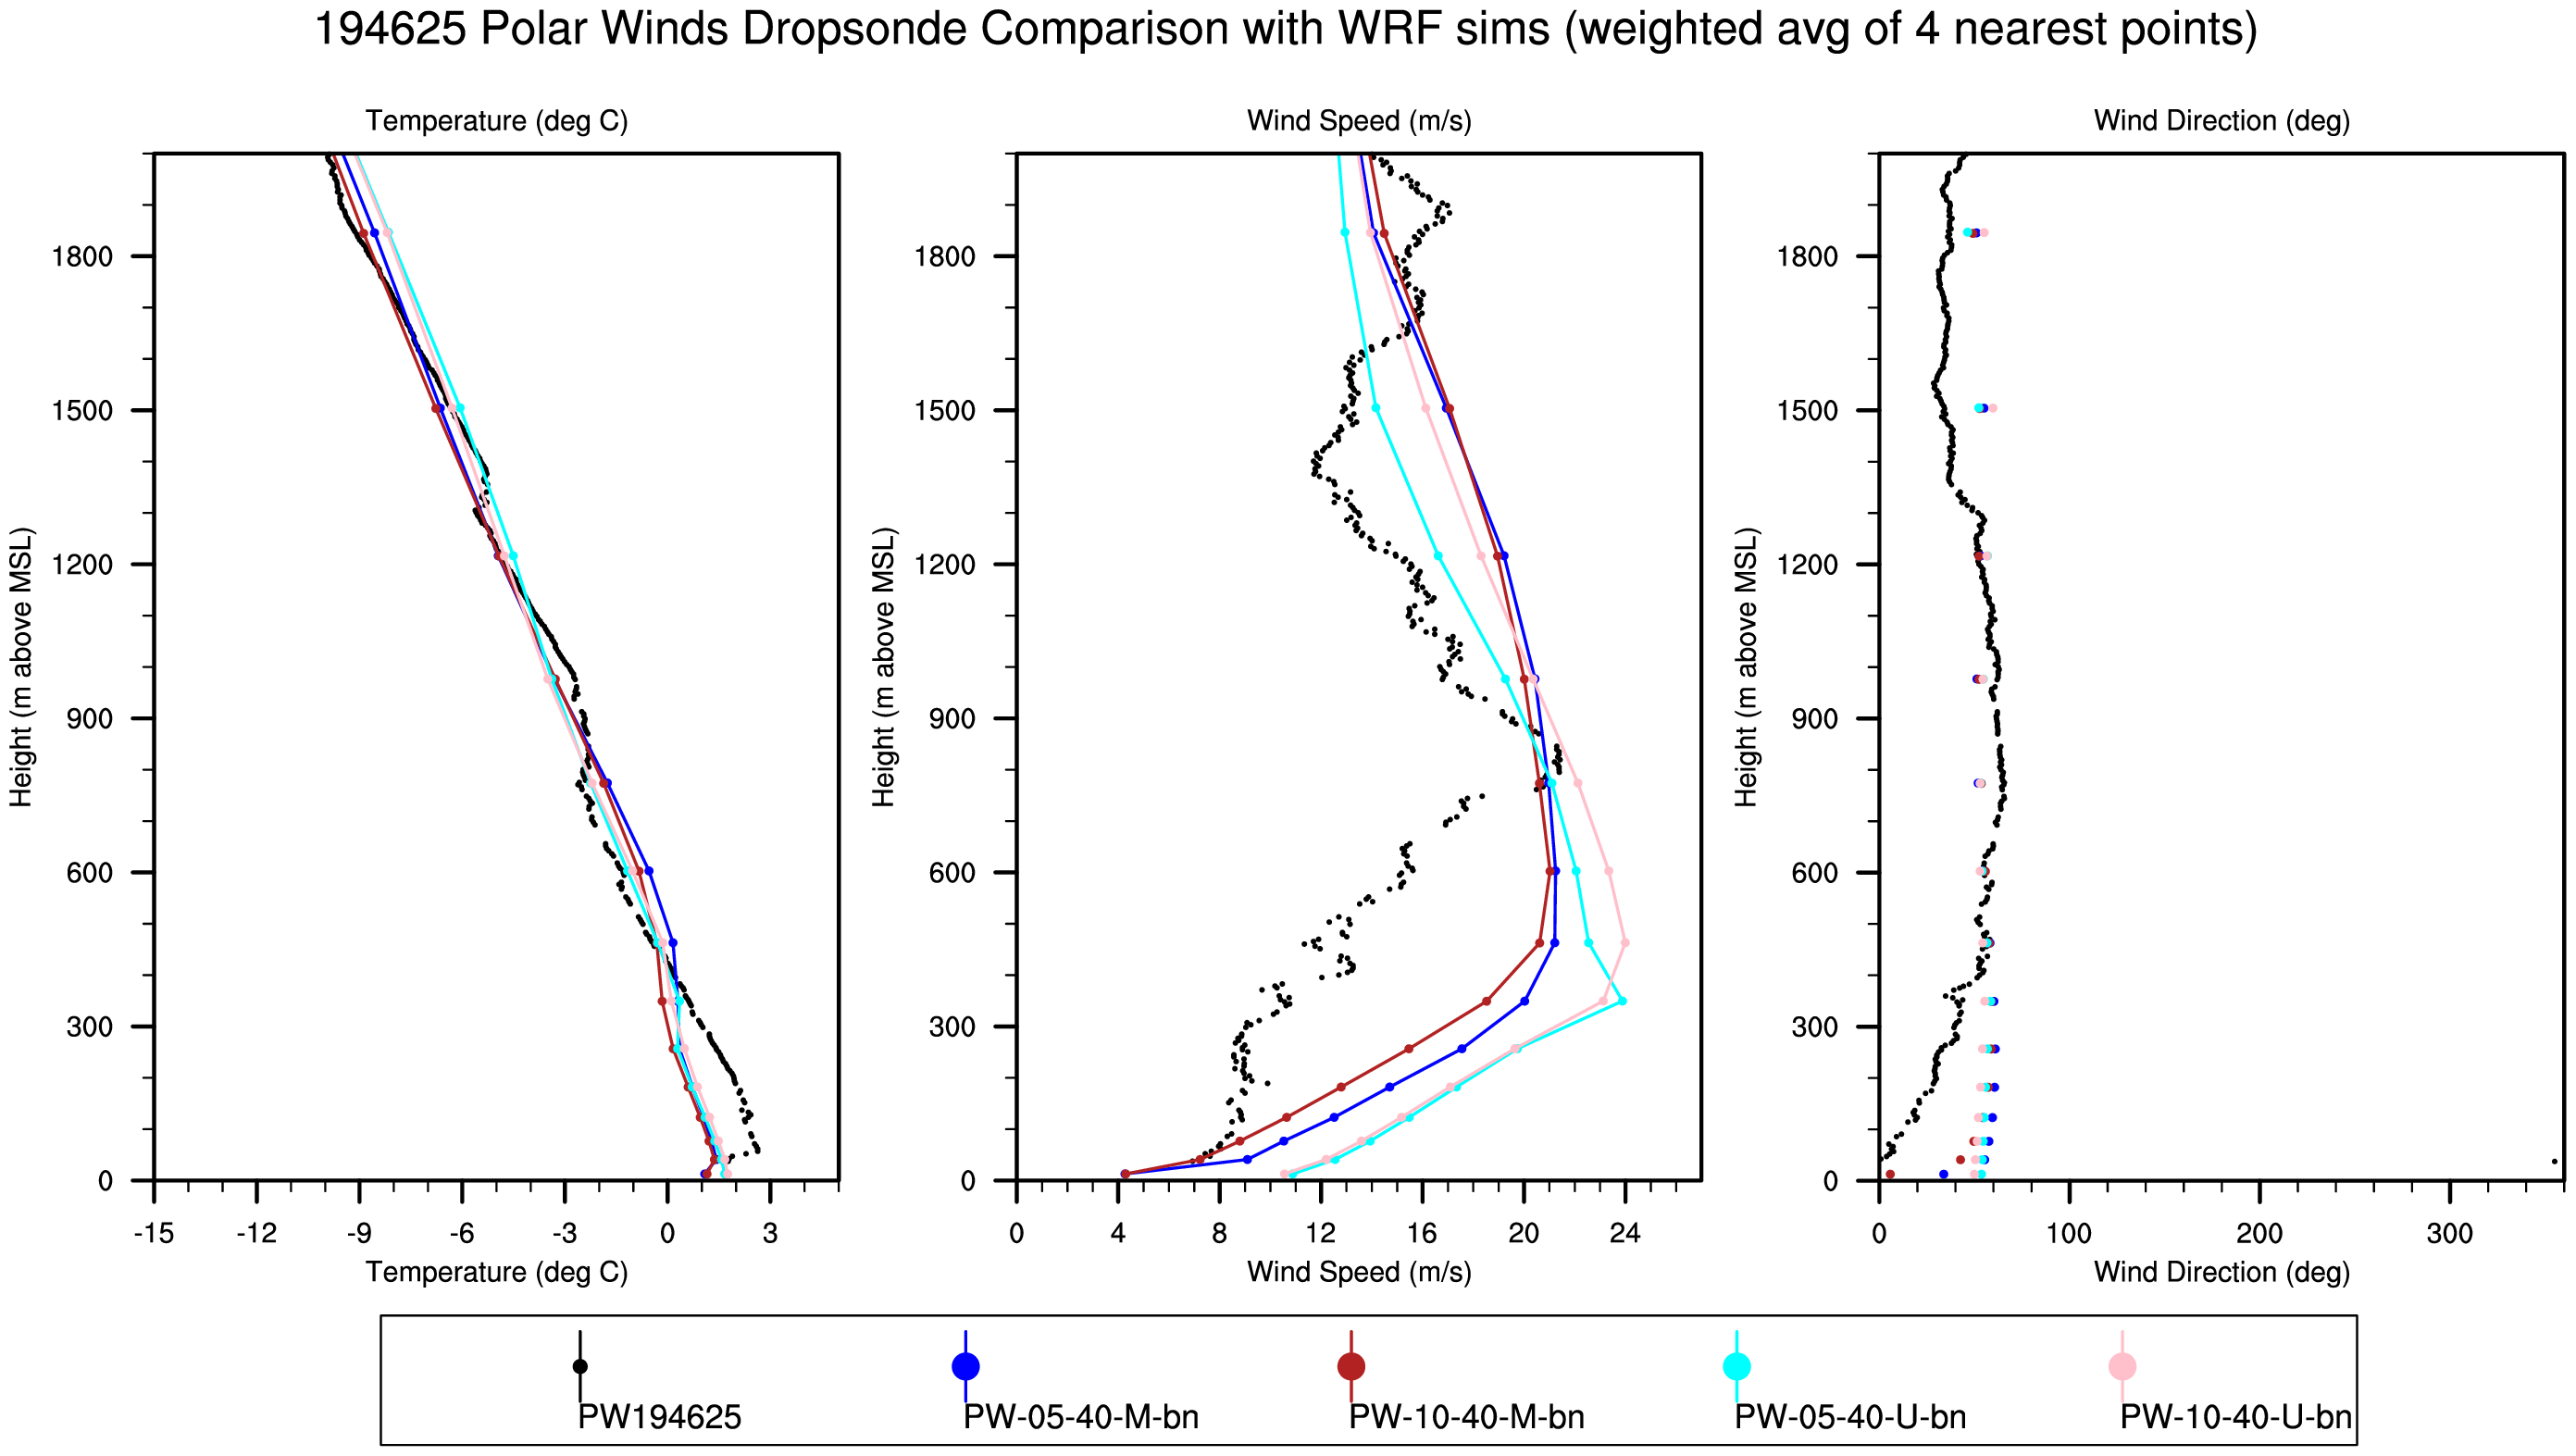 194625 Polar Winds Dropsonde Comparison with WRF sims (weighted avg of 4 nearest points)
Temperature (deg C)
Wind Speed (m/s)
Wind Direction (deg)
Height (m above MSL)
1800
1500
1200
900
600
300
0
-15 -12 -9 -6 -3 0 3
Temperature (deg C)
Height (m above MSL)
1800
1500
1200
900
600
300
0
0 4 8 12 16 20 24
Wind Speed (m/s)
Height (m above MSL)
1800
1500
1200
900
600
300
0
0 100 200 300
Wind Direction (deg)
PW194625
PW-05-40-M-bn
PW-10-40-M-bn
PW-05-40-U-bn
PW-10-40-U-bn